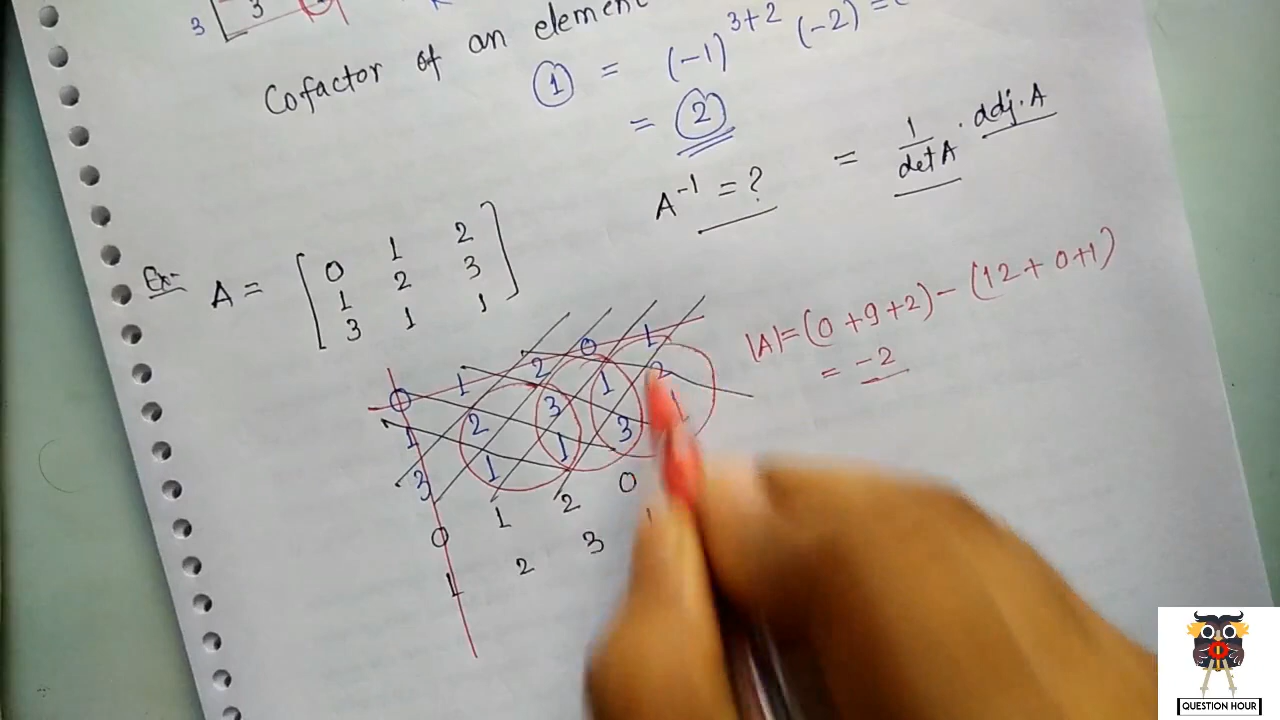 3 3
Cofactor of an element
① = (-1)^{3+2} (-2) =
= ②
A^{-1} = ? = 1/det A · adj. A
Ex:- A = [0 1 2
1 2 3
3 1 1]
|A| = (0 + 9 + 2) - (12 + 0 + 1)
= -2
0 1 2 0 1
1 2 3 1 2
3 1 1 3 1
0 1 2 0
1 2 3
QUESTION HOUR